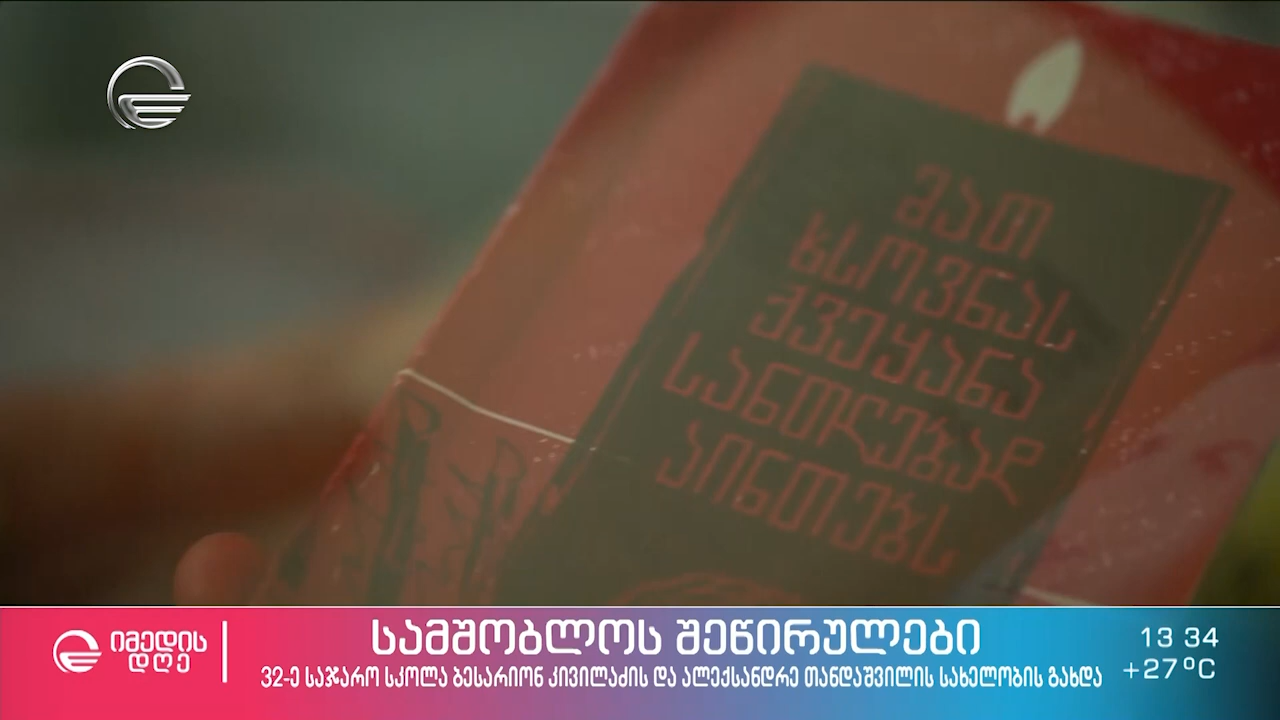 მათ
ხსოვნას
ქვეყანა
სანთლებად
აინთებს
იმედის
დღე
სამშობლოს შეწირულები
32-ე საჯარო სკოლა ბესარიონ კივილაძის და ალექსანდრე თანდაშვილის სახელობის გახდა
13 34
+27°C